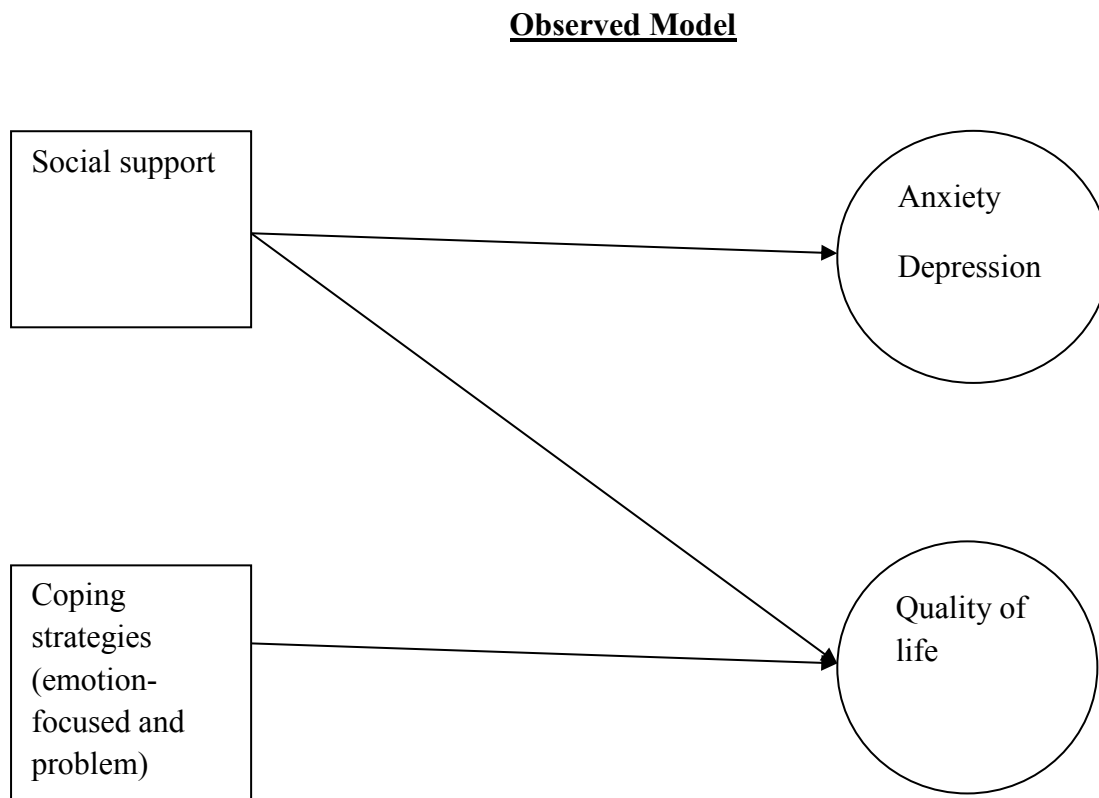 Observed Model
Social support
Anxiety
Depression
Coping
strategies
(emotion-
focused and
problem)
Quality of
life